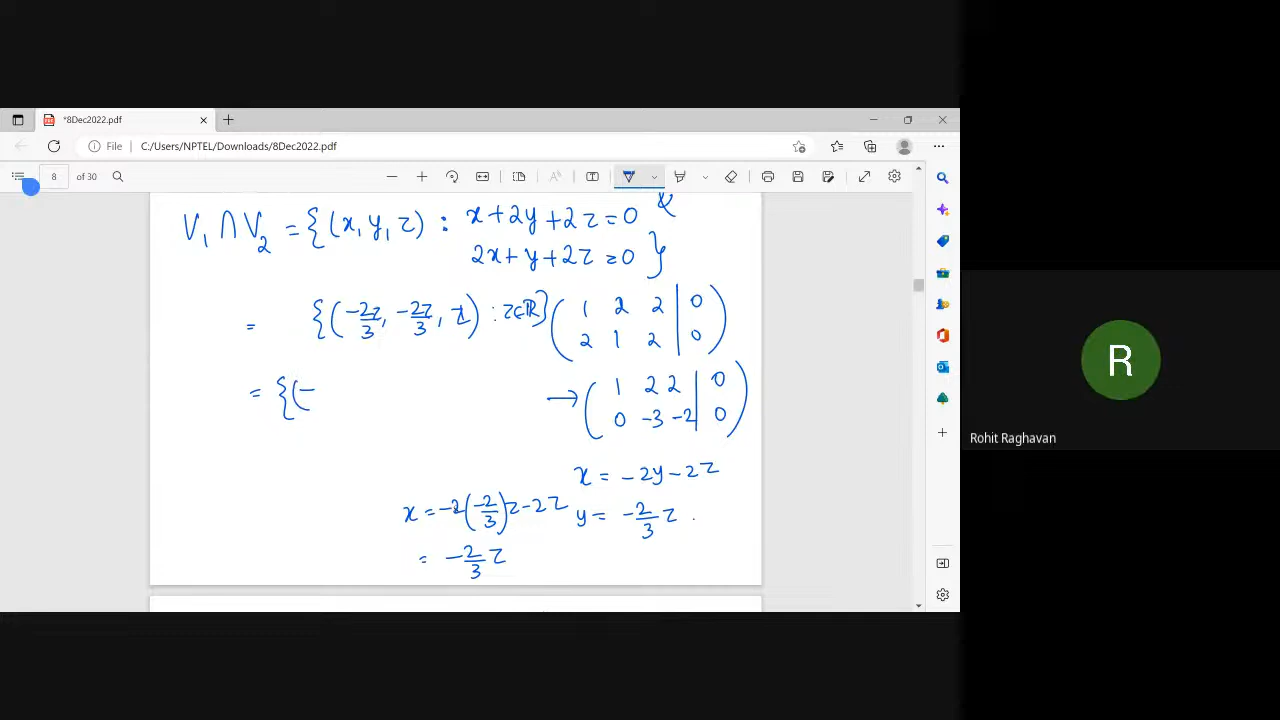 *8Dec2022.pdf
File C:/Users/NPTEL/Downloads/8Dec2022.pdf
8 of 30
V₁ ∩ V₂ = {(x, y, z) : x+2y+2z=0 &
2x+y+2z=0 }
= {(-2z/3, -2z/3, z) : z∈ℝ} ( 1 2 2 | 0
2 1 2 | 0 )
= {(- → ( 1 2 2 | 0
0 -3 -2 | 0 )
x = -2y-2z
x = -2(-2/3)z-2z y = -2/3 z .
= -2/3 z
R
Rohit Raghavan